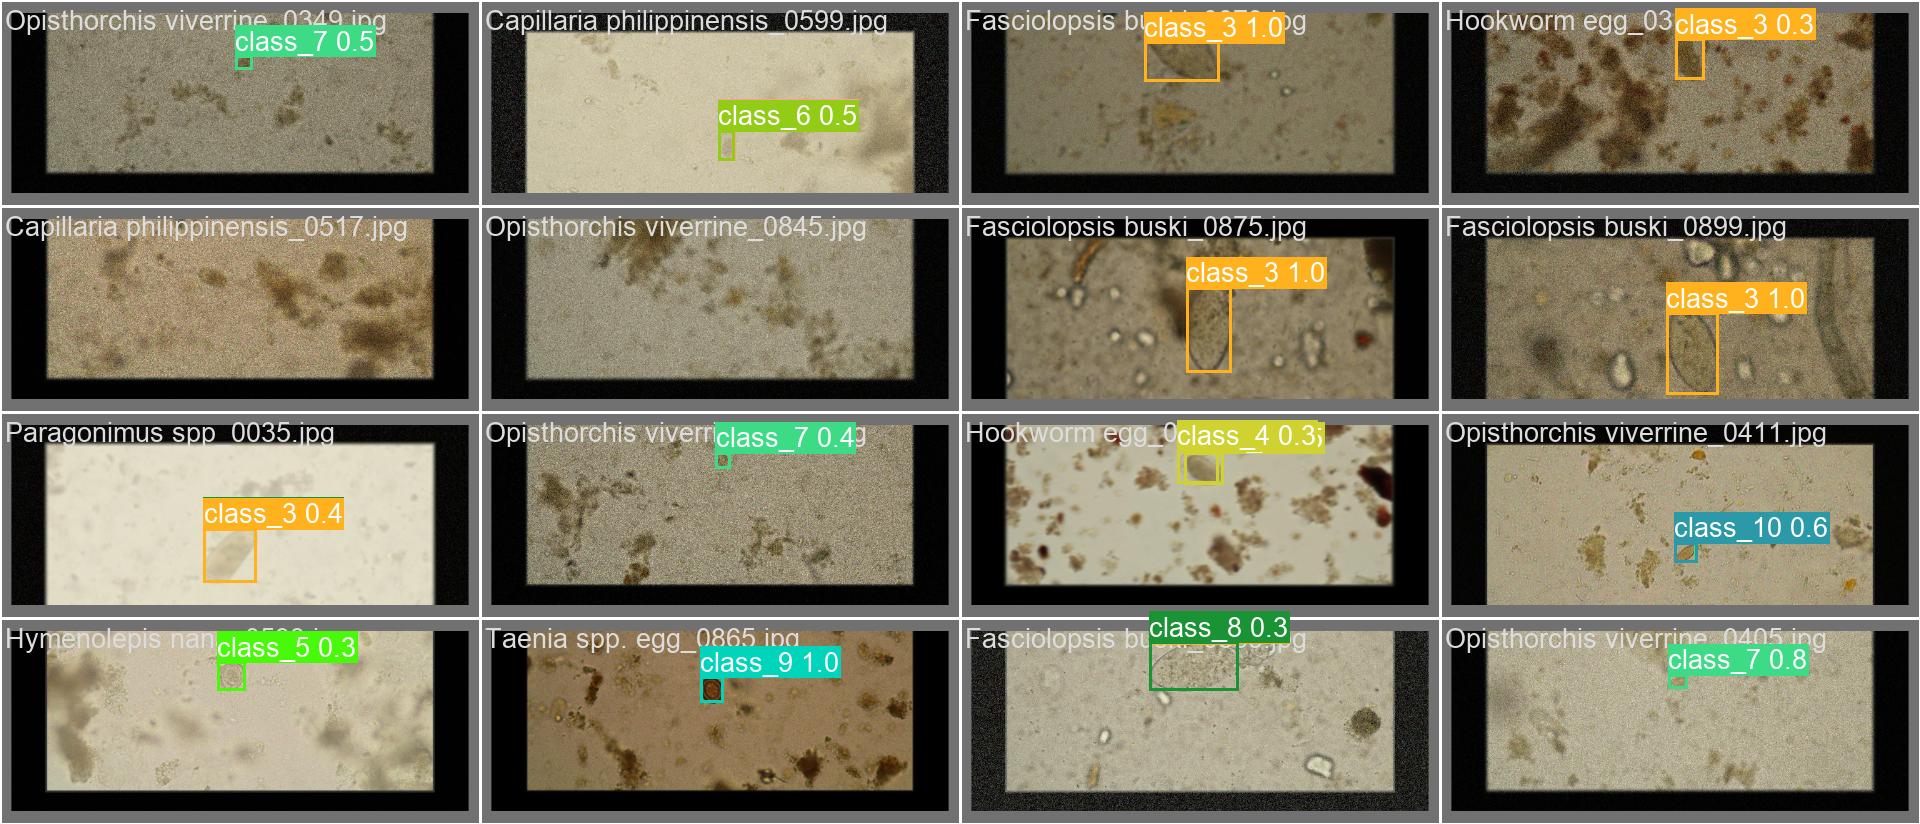 Opisthorchis viverrine_0349.jpg
class_7 0.5
Capillaria philippinensis_0599.jpg
class_6 0.5
Fasciolopsis
class_3 1.0
Hookworm egg_03
class_3 0.3
Capillaria philippinensis_0517.jpg
Opisthorchis viverrine_0845.jpg
Fasciolopsis buski_0875.jpg
class_3 1.0
Fasciolopsis buski_0899.jpg
class_3 1.0
Paragonimus spp_0035.jpg
class_3 0.4
Opisthorchis viverri
class_7 0.4
Hookworm egg_0
class_4 0.3
Opisthorchis viverrine_0411.jpg
class_10 0.6
Hymenolepis nan
class_5 0.3
Taenia spp. egg_0865.jpg
class_9 1.0
Fasciolopsis
class_8 0.3
Opisthorchis viverrine_0405.jpg
class_7 0.8